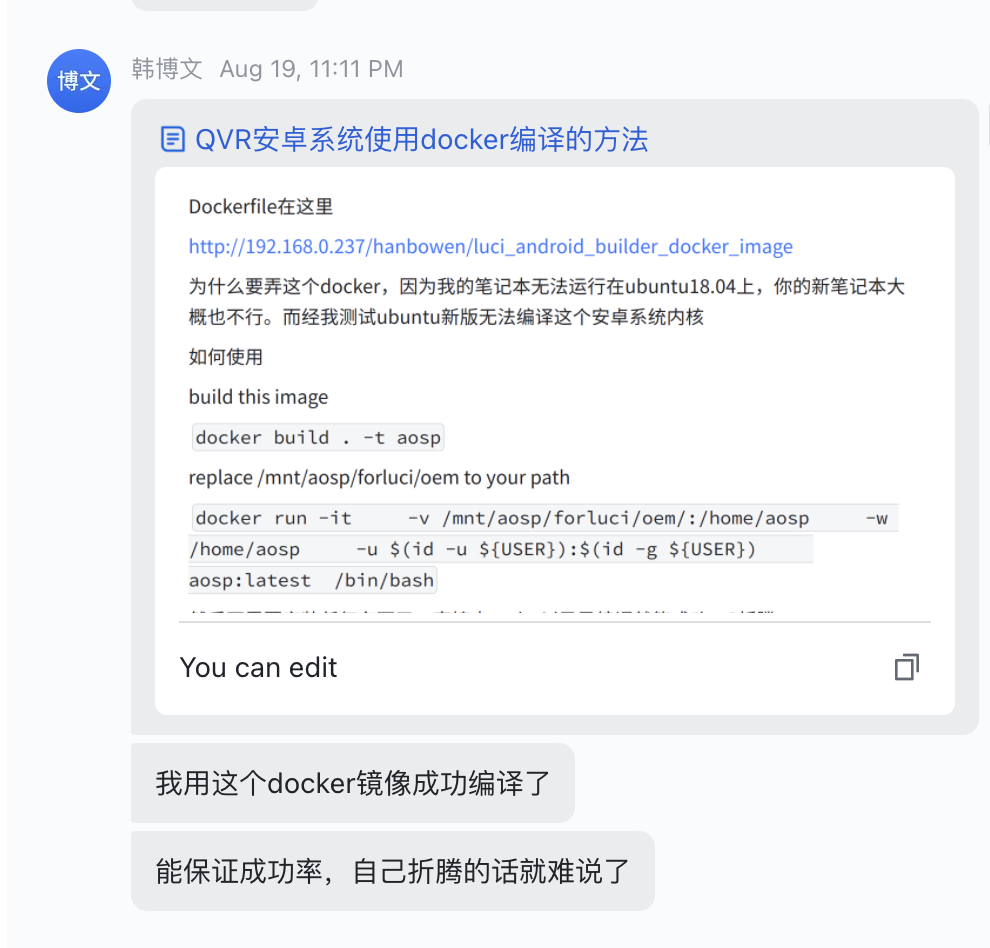 博文
韩博文 Aug 19, 11:11 PM
QVR安卓系统使用docker编译的方法
Dockerfile在这里
http://192.168.0.237/hanbowen/luci_android_builder_docker_image
为什么要弄这个docker，因为我的笔记本无法运行在ubuntu18.04上，你的新笔记本大
概也不行。而经我测试ubuntu新版无法编译这个安卓系统内核
如何使用
build this image
docker build . -t aosp
replace /mnt/aosp/forluci/oem to your path
docker run -it -v /mnt/aosp/forluci/oem/:/home/aosp -w
/home/aosp -u $(id -u ${USER}):$(id -g ${USER})
aosp:latest /bin/bash
You can edit
我用这个docker镜像成功编译了
能保证成功率，自己折腾的话就难说了